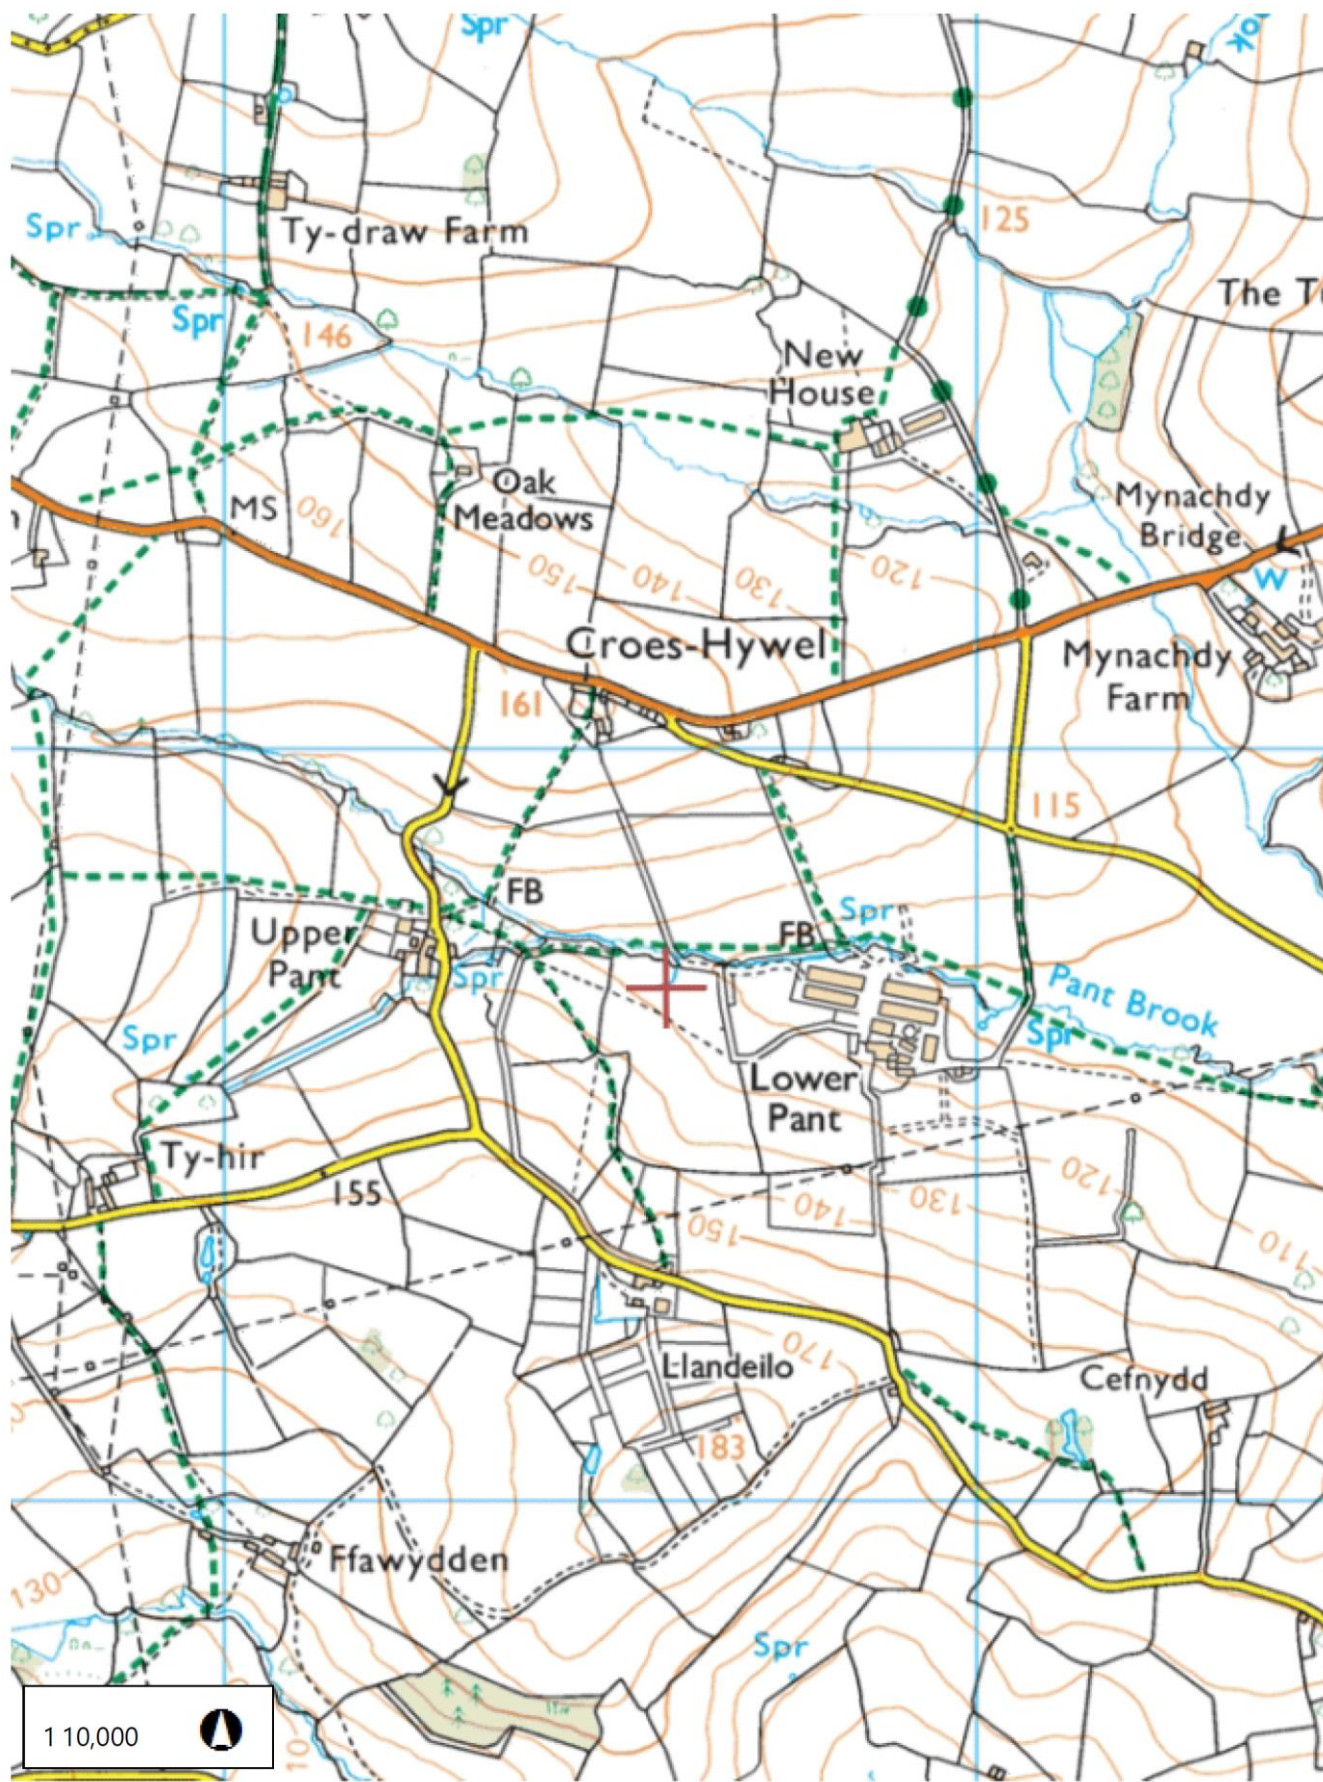 Spr
Spr
Ty-draw Farm
125
The
Spr
146
New
House
MS
160
Oak
Meadows
Mynachdy
Bridge
150
140
130
120
W
Croes-Hywel
Mynachdy
Farm
161
115
FB
Spr
FB
Upper
Pant
Spr
Pant Brook
Spr
Spr
Lower
Pant
Ty-hir
155
120
130
140
150
110
170
Llandeilo
Cefnydd
183
Ffawydden
130
Spr
1 10,000